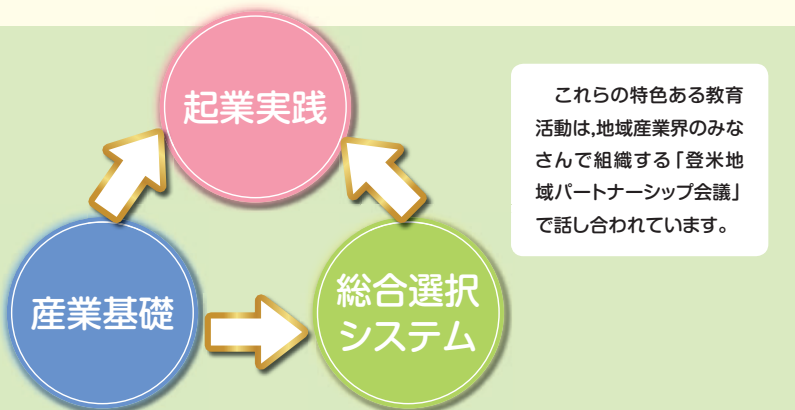 起業実践
これらの特色ある教育
活動は,地域産業界のみな
さんで組織する「登米地
域パートナーシップ会議」
で話し合われています。
産業基礎
総合選択
システム